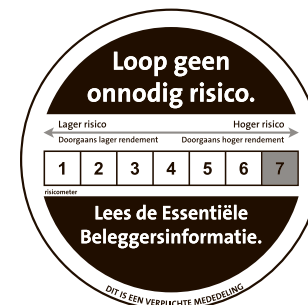 Loop geen
onnodig risico.
Lager risico Hoger risico
Doorgaans lager rendement Doorgaans hoger rendement
1 2 3 4 5 6 7
risicometer
Lees de Essentiële
Beleggersinformatie.
DIT IS EEN VERPLICHTE MEDEDELING